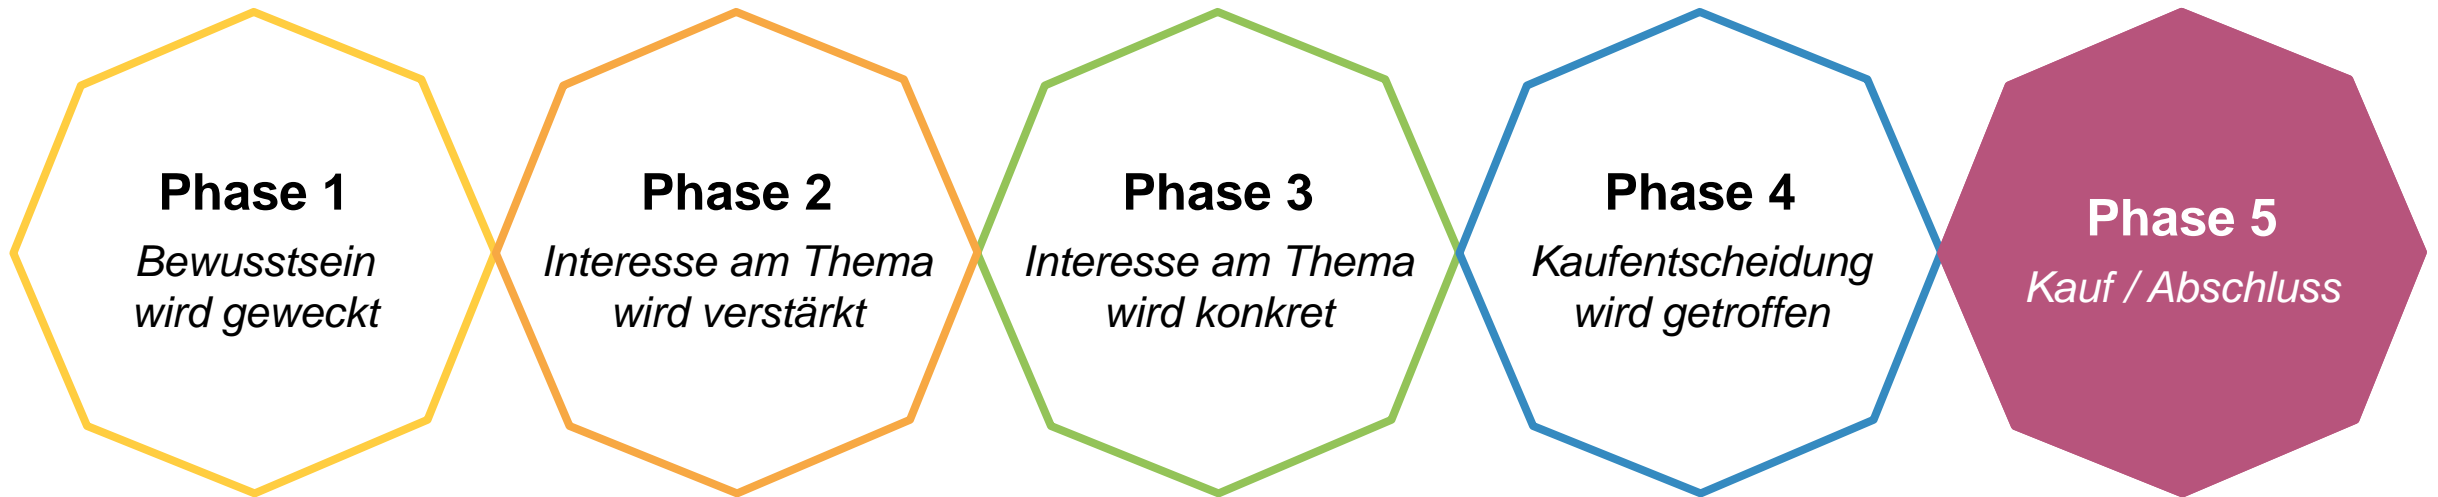 Phase 1
Bewusstsein
wird geweckt
Phase 2
Interesse am Thema
wird verstärkt
Phase 3
Interesse am Thema
wird konkret
Phase 4
Kaufentscheidung
wird getroffen
Phase 5
Kauf / Abschluss